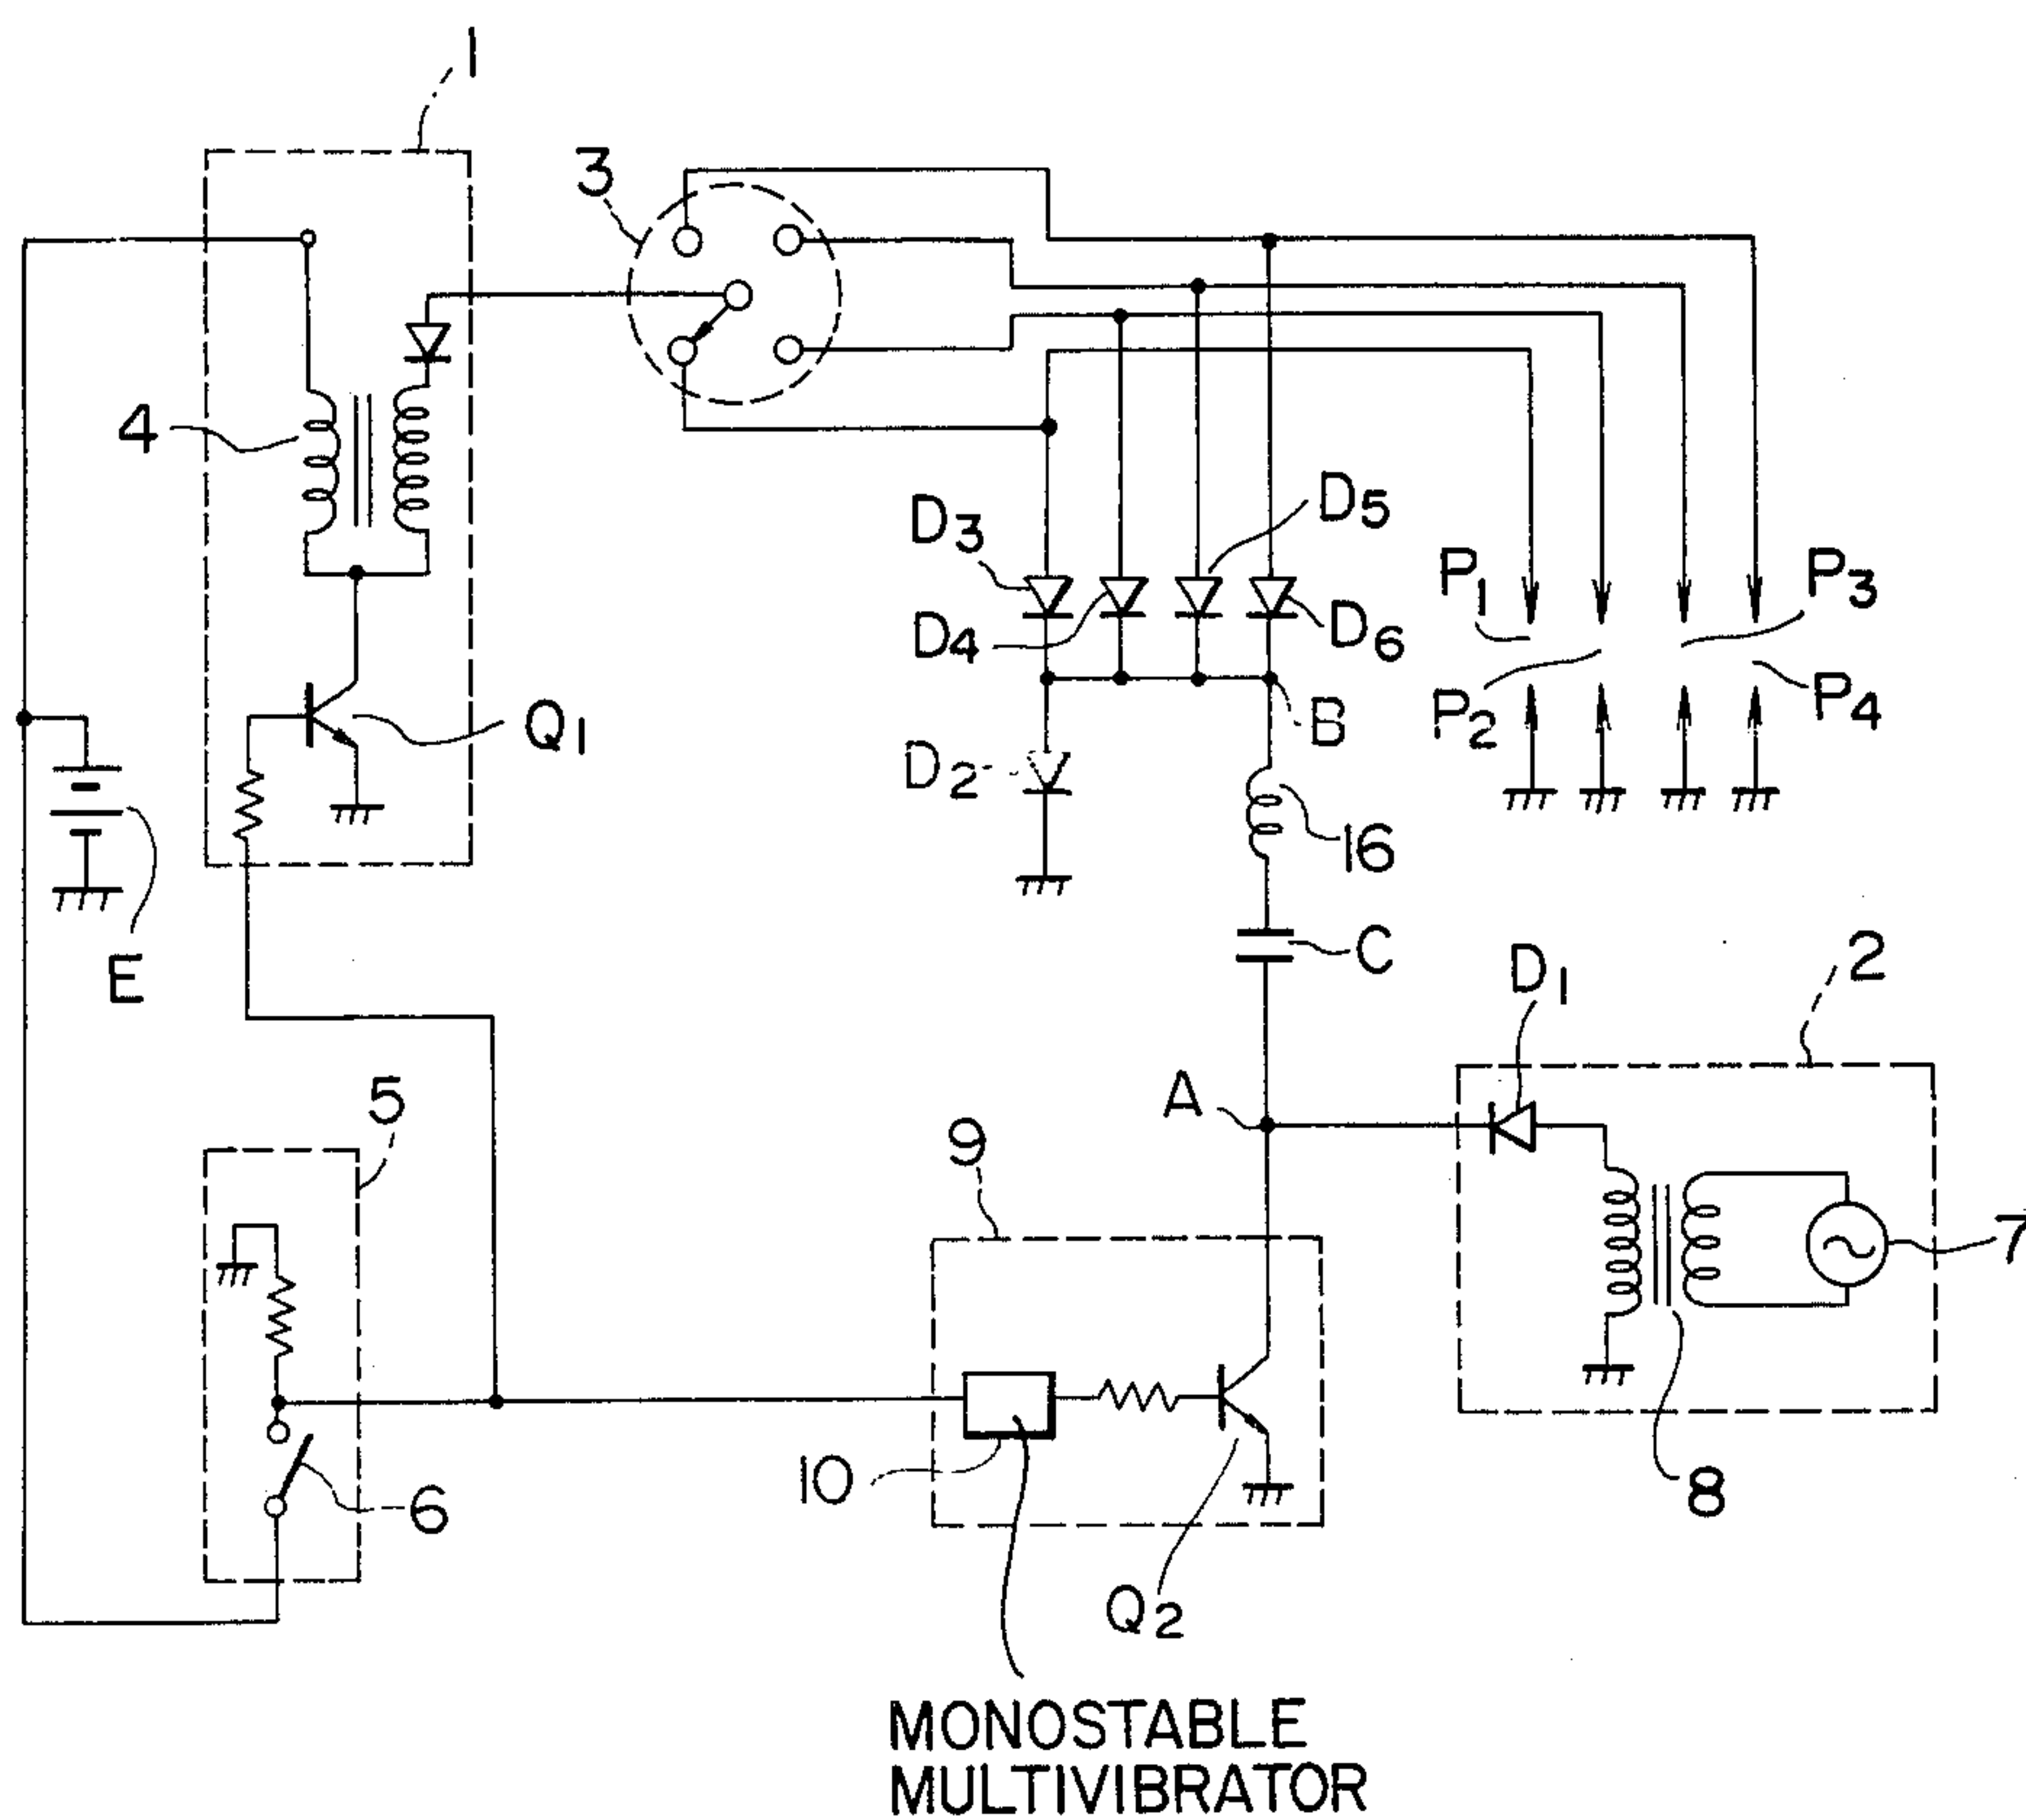 1
3
4
D3
D5
P1
P3
D4
D6
Q1
B
P2
P4
D2
16
E
C
D1
2
5
A
9
7
10
6
8
Q2
MONOSTABLE
MULTIVIBRATOR